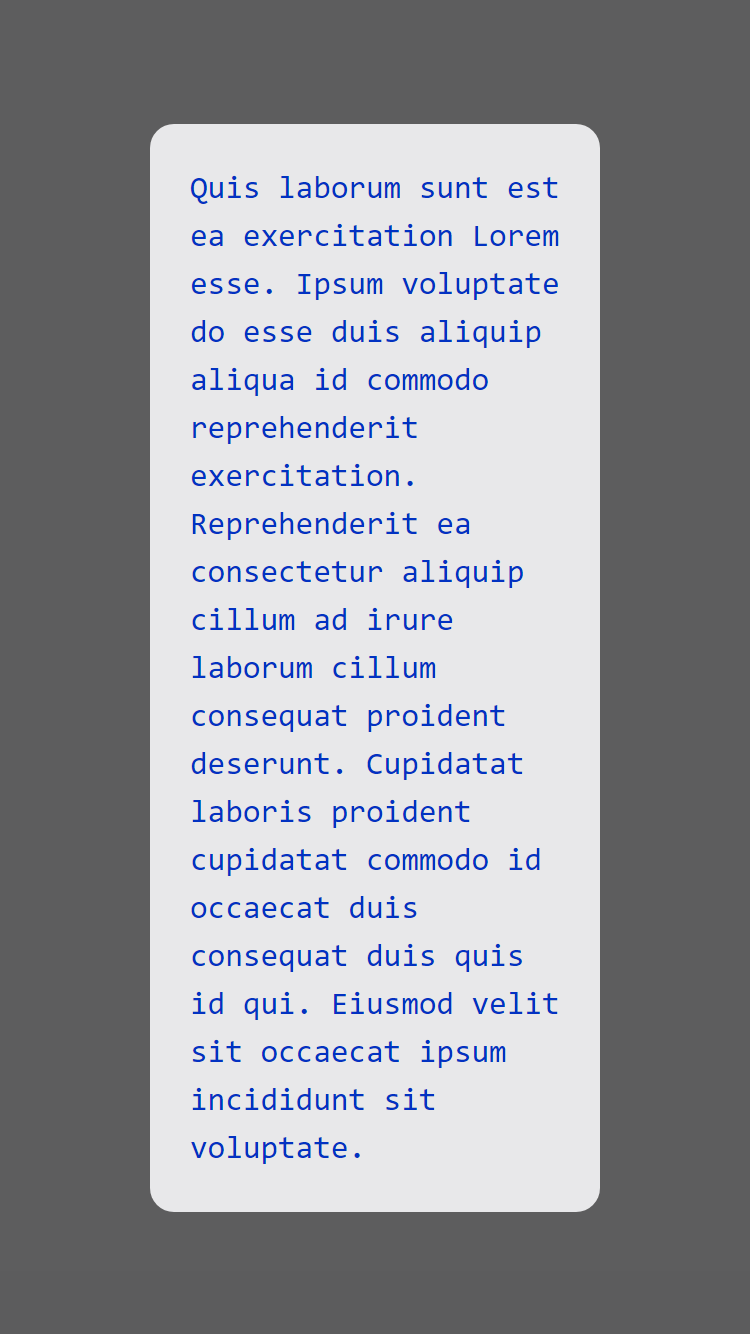 Quis laborum sunt est
ea exercitation Lorem
esse. Ipsum voluptate
do esse duis aliquip
aliqua id commodo
reprehenderit
exercitation.
Reprehenderit ea
consectetur aliquip
cillum ad irure
laborum cillum
consequat proident
deserunt. Cupidatat
laboris proident
cupidatat commodo id
occaecat duis
consequat duis quis
id qui. Eiusmod velit
sit occaecat ipsum
incididunt sit
voluptate.